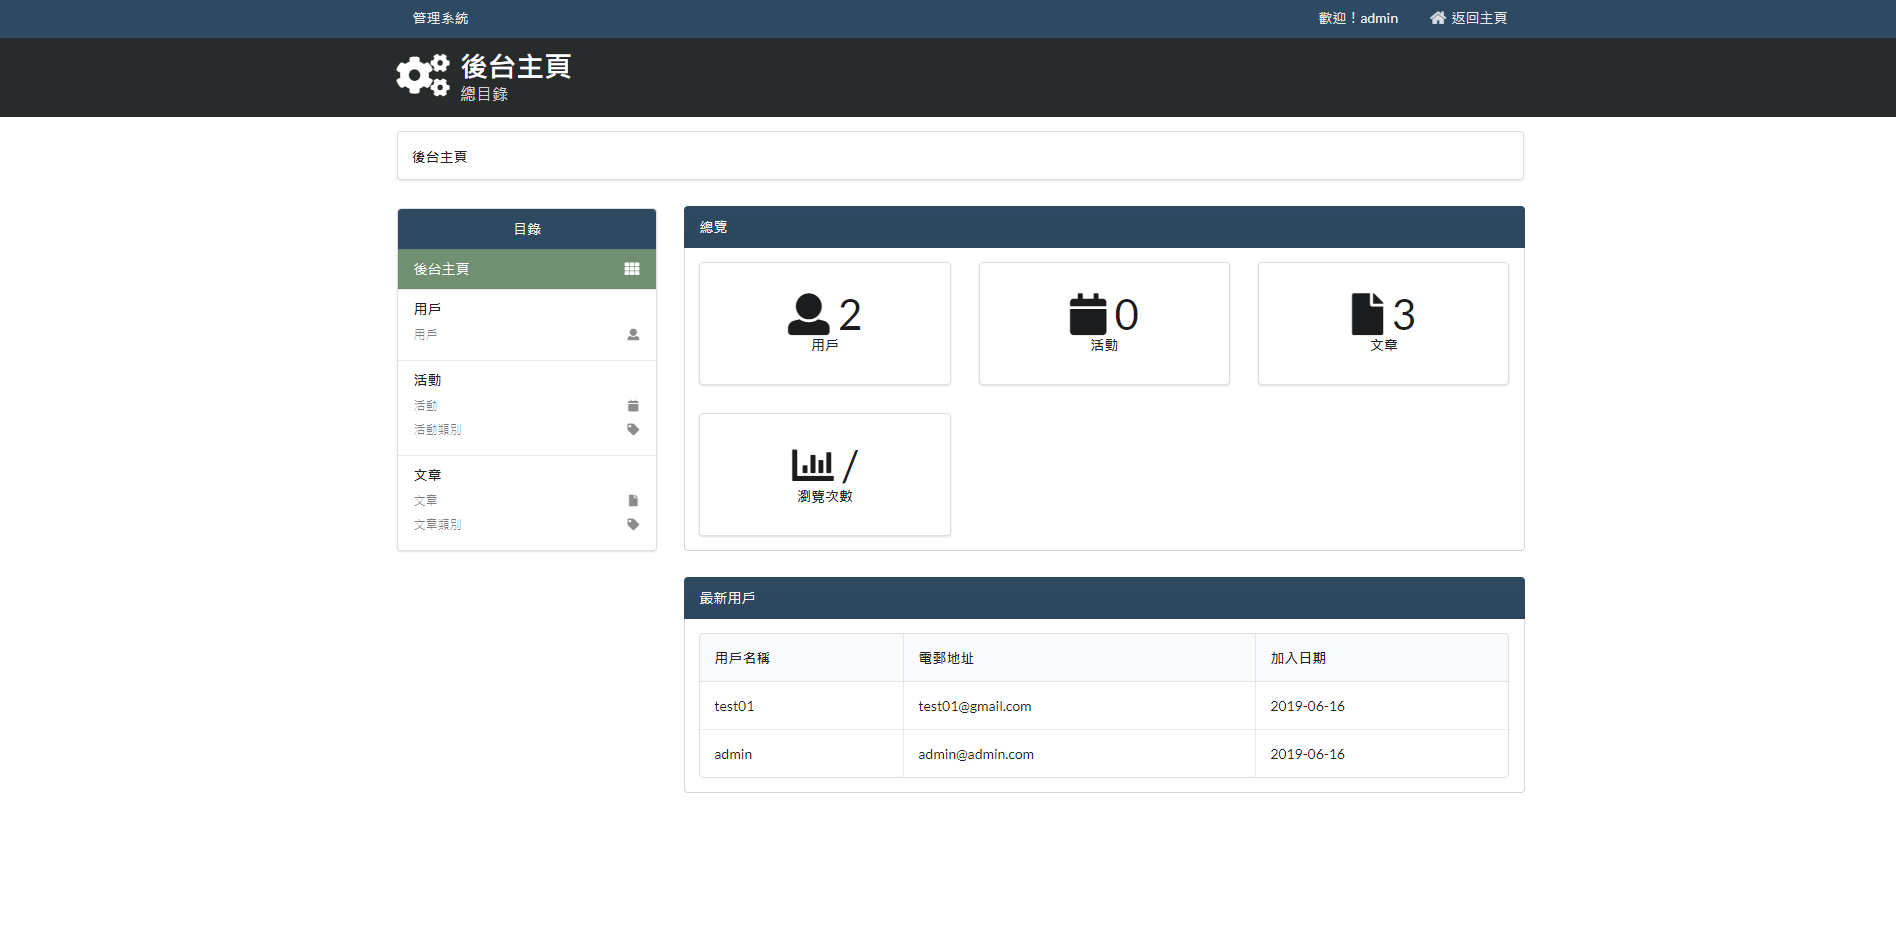 管理系統
歡迎！admin
返回主頁
後台主頁
總目錄
後台主頁
目錄
後台主頁
用戶
用戶
活動
活動
活動類別
文章
文章
文章類別
總覽
2
用戶
0
活動
3
文章
/
瀏覽次數
最新用戶
用戶名稱 電郵地址 加入日期
test01 test01@gmail.com 2019-06-16
admin admin@admin.com 2019-06-16